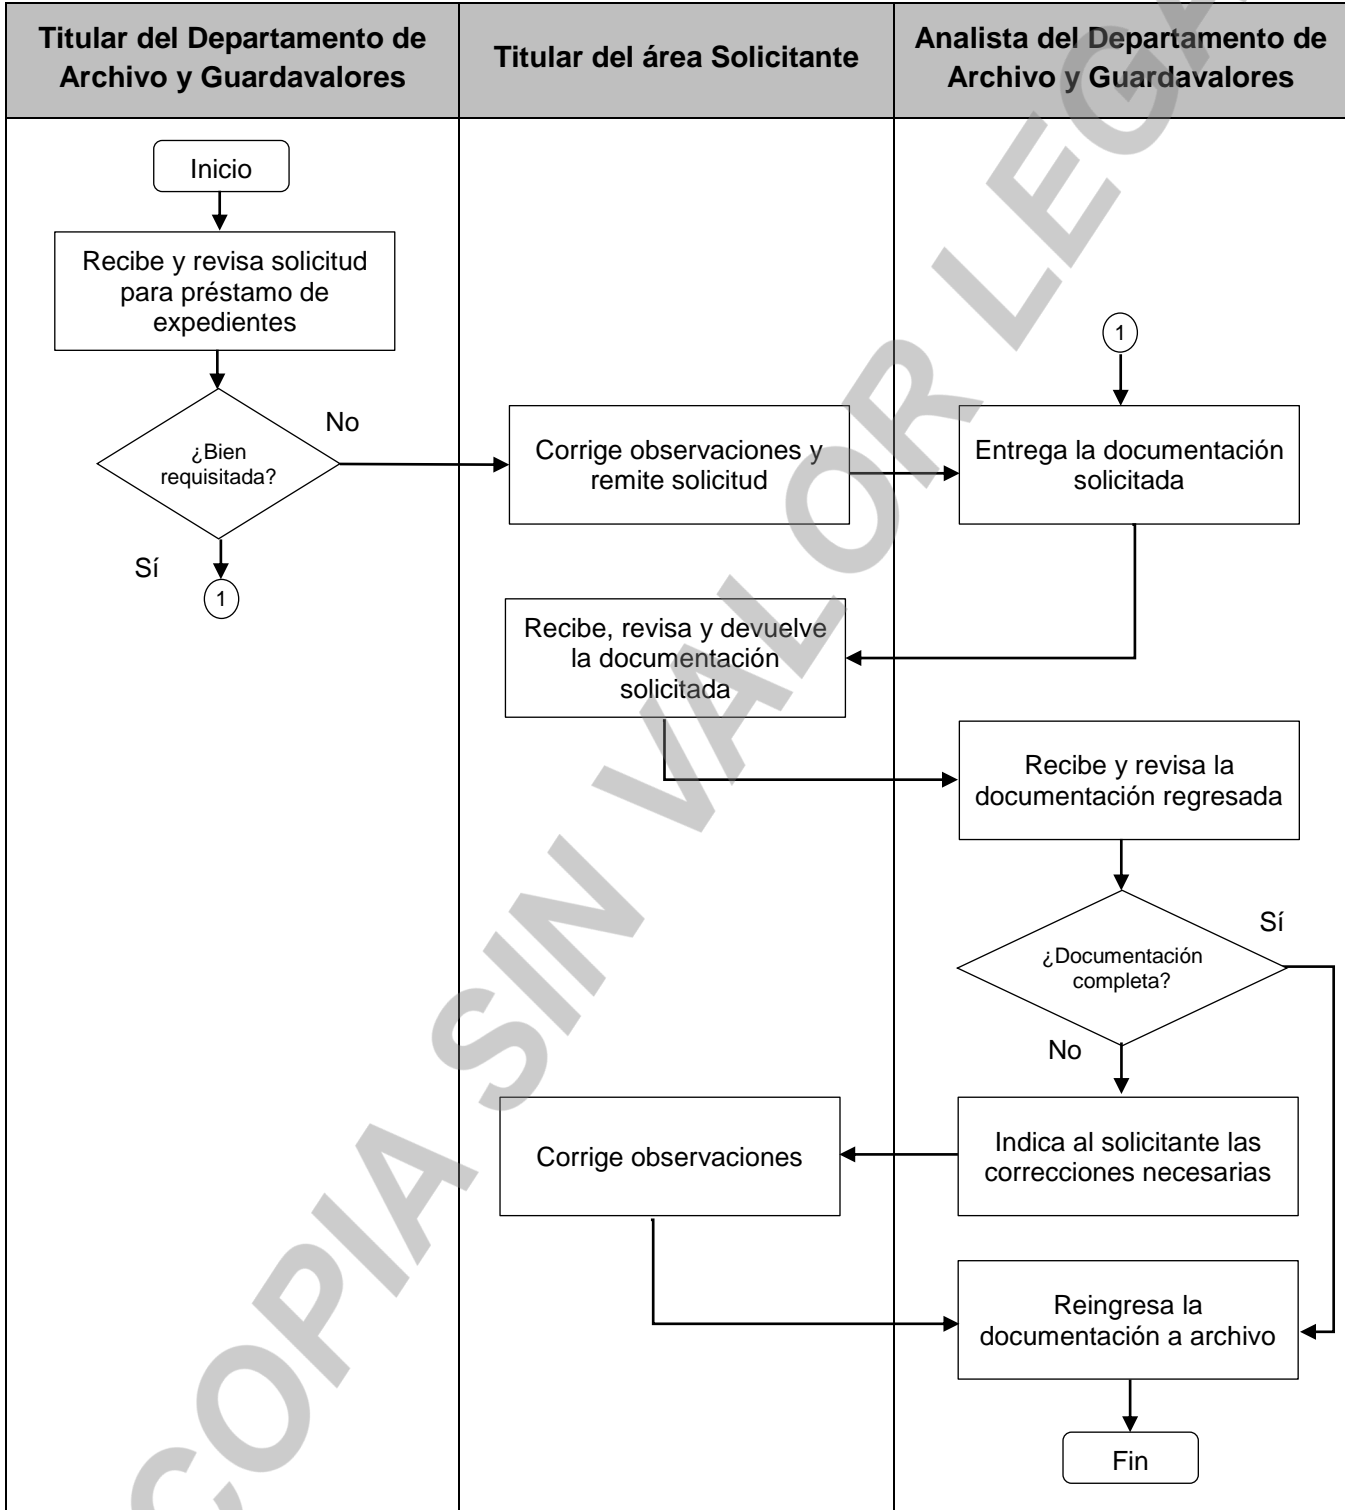 Titular del Departamento de
Archivo y Guardavalores
Titular del área Solicitante
Analista del Departamento de
Archivo y Guardavalores
Inicio
Recibe y revisa solicitud
para préstamo de
expedientes
¿Bien
requisitada?
No
Sí
1
Corrige observaciones y
remite solicitud
1
Entrega la documentación
solicitada
Recibe, revisa y devuelve
la documentación
solicitada
Recibe y revisa la
documentación regresada
¿Documentación
completa?
Sí
No
Indica al solicitante las
correcciones necesarias
Corrige observaciones
Reingresa la
documentación a archivo
Fin
COPIA SIN VALOR LEGA